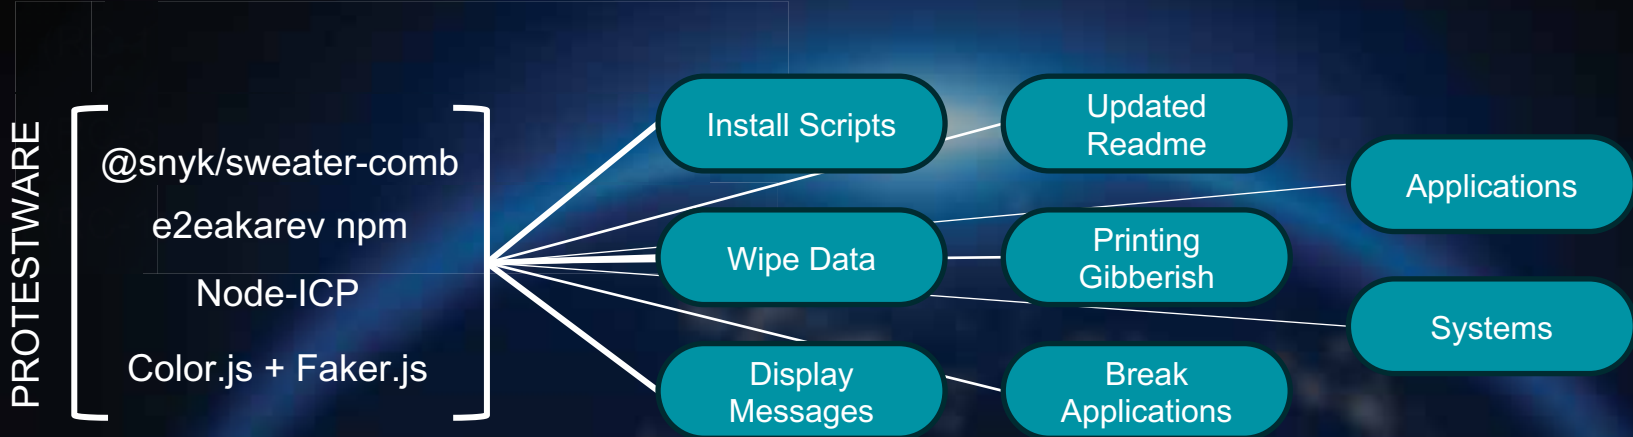 PROTESTWARE
@snyk/sweater-comb
e2eakarev npm
Node-ICP
Color.js + Faker.js
Install Scripts
Wipe Data
Display
Messages
Updated
Readme
Printing
Gibberish
Break
Applications
Applications
Systems